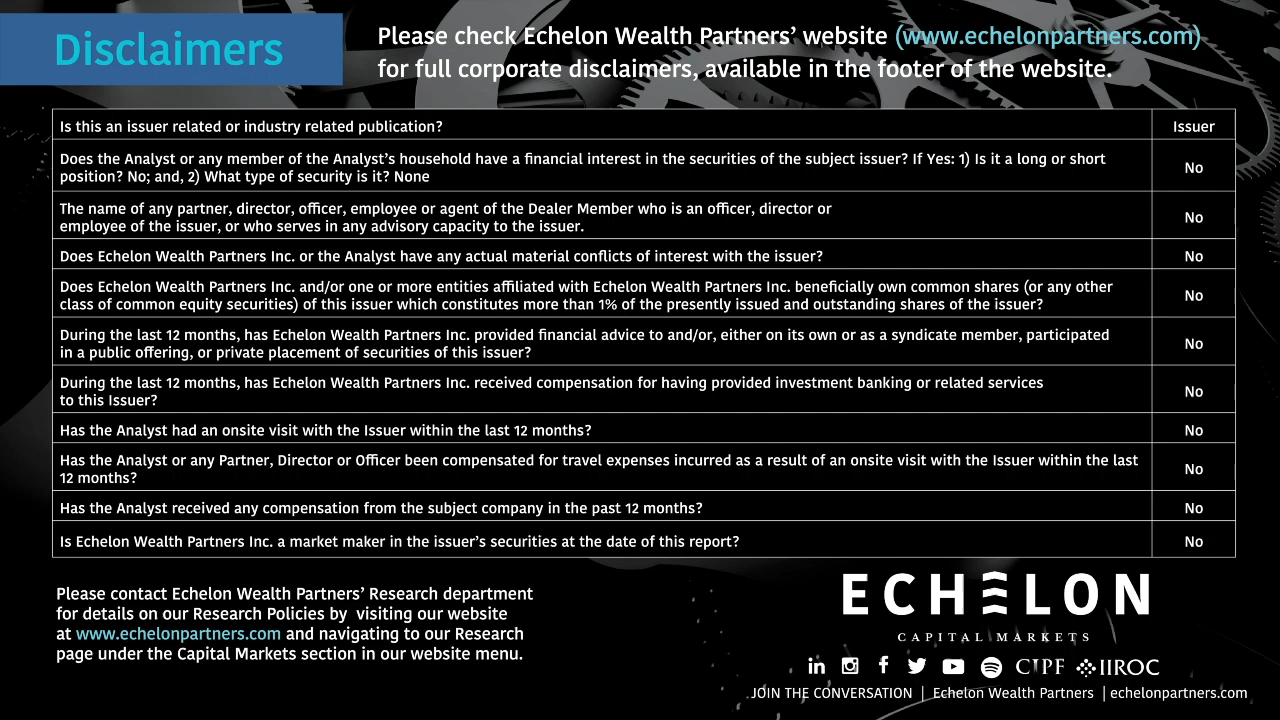 Disclaimers
Please check Echelon Wealth Partners’ website (www.echelonpartners.com)
for full corporate disclaimers, available in the footer of the website.
Is this an issuer related or industry related publication? Issuer
Does the Analyst or any member of the Analyst’s household have a financial interest in the securities of the subject issuer? If Yes: 1) Is it a long or short
position? No; and, 2) What type of security is it? None
No
The name of any partner, director, officer, employee or agent of the Dealer Member who is an officer, director or
employee of the issuer, or who serves in any advisory capacity to the issuer.
No
Does Echelon Wealth Partners Inc. or the Analyst have any actual material conflicts of interest with the issuer? No
Does Echelon Wealth Partners Inc. and/or one or more entities affiliated with Echelon Wealth Partners Inc. beneficially own common shares (or any other
class of common equity securities) of this issuer which constitutes more than 1% of the presently issued and outstanding shares of the issuer?
No
During the last 12 months, has Echelon Wealth Partners Inc. provided financial advice to and/or, either on its own or as a syndicate member, participated
in a public offering, or private placement of securities of this issuer?
No
During the last 12 months, has Echelon Wealth Partners Inc. received compensation for having provided investment banking or related services
to this Issuer?
No
Has the Analyst had an onsite visit with the Issuer within the last 12 months? No
Has the Analyst or any Partner, Director or Officer been compensated for travel expenses incurred as a result of an onsite visit with the Issuer within the last
12 months?
No
Has the Analyst received any compensation from the subject company in the past 12 months? No
Is Echelon Wealth Partners Inc. a market maker in the issuer’s securities at the date of this report? No
Please contact Echelon Wealth Partners’ Research department
for details on our Research Policies by visiting our website
at www.echelonpartners.com and navigating to our Research
page under the Capital Markets section in our website menu.
ECHELON
CAPITAL MARKETS
in CIPF IIROC
JOIN THE CONVERSATION | Echelon Wealth Partners | echelonpartners.com